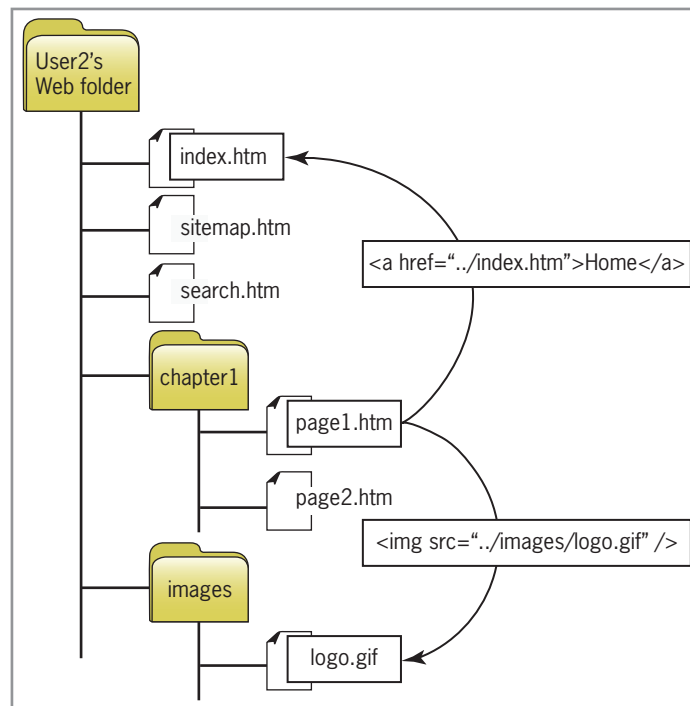 User2's
Web folder
index.htm
sitemap.htm
<a href=“../index.htm”>Home</a>
search.htm
chapter1
page1.htm
page2.htm
<img src=“../images/logo.gif” />
images
logo.gif